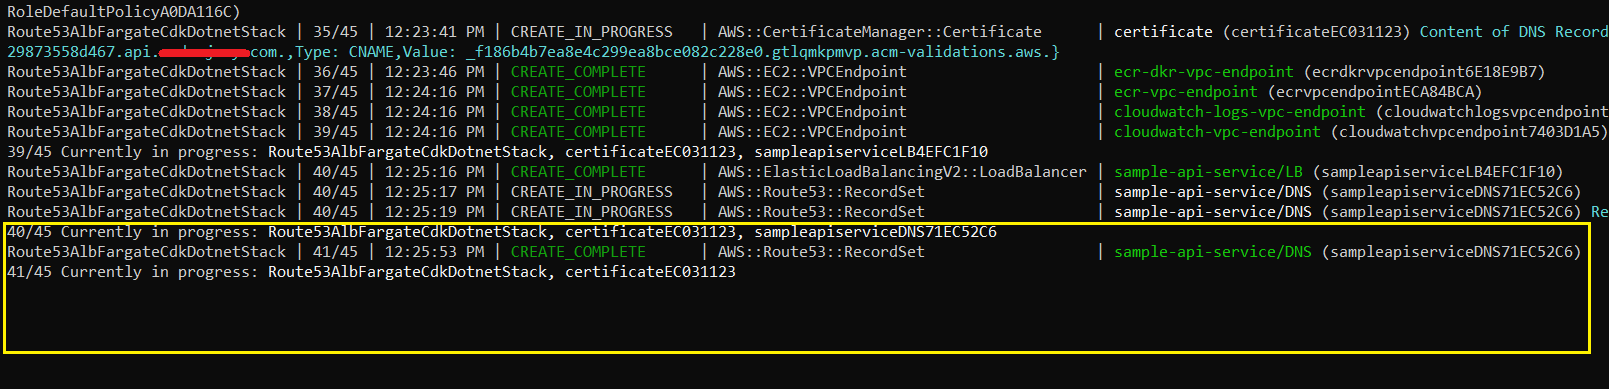 RoleDefaultPolicyA0DA116C)
Route53AlbFargateCdkDotnetStack | 35/45 | 12:23:41 PM | CREATE_IN_PROGRESS | AWS::CertificateManager::Certificate | certificate (certificateEC031123) Content of DNS Record
29873558d467.api. com.,Type: CNAME,Value: _f186b4b7ea8e4c299ea8bce082c228e0.gtlqmkpmvp.acm-validations.aws.}
Route53AlbFargateCdkDotnetStack | 36/45 | 12:23:46 PM | CREATE_COMPLETE | AWS::EC2::VPCEndpoint | ecr-dkr-vpc-endpoint (ecrdkrvpcendpoint6E18E9B7)
Route53AlbFargateCdkDotnetStack | 37/45 | 12:24:16 PM | CREATE_COMPLETE | AWS::EC2::VPCEndpoint | ecr-vpc-endpoint (ecrvpcendpointECA84BCA)
Route53AlbFargateCdkDotnetStack | 38/45 | 12:24:16 PM | CREATE_COMPLETE | AWS::EC2::VPCEndpoint | cloudwatch-logs-vpc-endpoint (cloudwatchlogsvpcendpoint
Route53AlbFargateCdkDotnetStack | 39/45 | 12:24:16 PM | CREATE_COMPLETE | AWS::EC2::VPCEndpoint | cloudwatch-vpc-endpoint (cloudwatchvpcendpoint7403D1A5)
39/45 Currently in progress: Route53AlbFargateCdkDotnetStack, certificateEC031123, sampleapiserviceLB4EFC1F10
Route53AlbFargateCdkDotnetStack | 40/45 | 12:25:16 PM | CREATE_COMPLETE | AWS::ElasticLoadBalancingV2::LoadBalancer | sample-api-service/LB (sampleapiserviceLB4EFC1F10)
Route53AlbFargateCdkDotnetStack | 40/45 | 12:25:17 PM | CREATE_IN_PROGRESS | AWS::Route53::RecordSet | sample-api-service/DNS (sampleapiserviceDNS71EC52C6)
Route53AlbFargateCdkDotnetStack | 40/45 | 12:25:19 PM | CREATE_IN_PROGRESS | AWS::Route53::RecordSet | sample-api-service/DNS (sampleapiserviceDNS71EC52C6) Re
40/45 Currently in progress: Route53AlbFargateCdkDotnetStack, certificateEC031123, sampleapiserviceDNS71EC52C6
Route53AlbFargateCdkDotnetStack | 41/45 | 12:25:53 PM | CREATE_COMPLETE | AWS::Route53::RecordSet | sample-api-service/DNS (sampleapiserviceDNS71EC52C6)
41/45 Currently in progress: Route53AlbFargateCdkDotnetStack, certificateEC031123